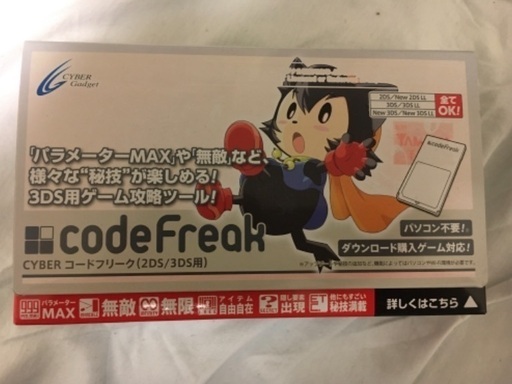 CYBER
Gadget
2DS/New 2DS LL
3DS/3DS LL
New 3DS/New 3DS LL
全て
OK!
codeFreak
「パラメーターMAX」や「無敵」など、
様々な“秘技”が楽しめる!
3DS用ゲーム攻略ツール!
パソコン不要!
codeFreak
ダウンロード購入ゲーム対応!
CYBER コードフリーク(2DS/3DS用)
パラメーター
MAX
無敵
無限
アイテム
自由自在
隠し要素
出現
他にもすごい
秘技満載
詳しくはこちら ▲